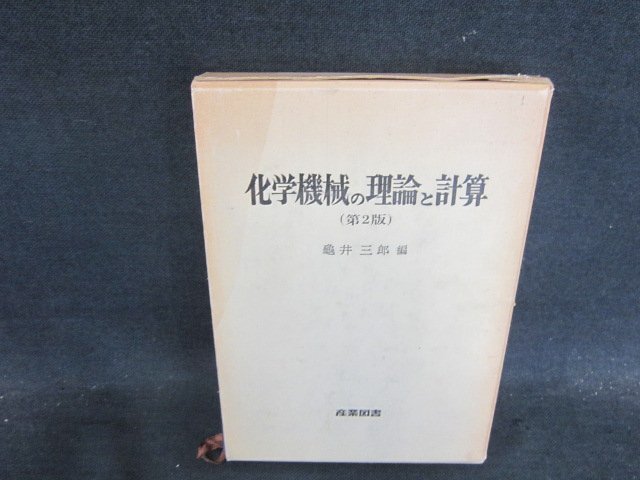 化学機械の理論と計算
(第2版)
亀井三郎 編
産業図書